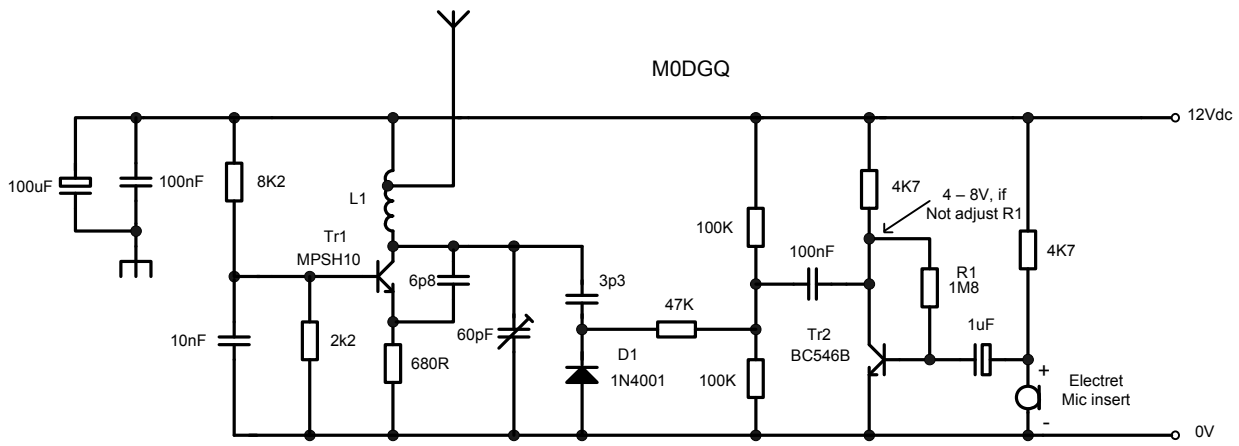 M0DGQ
12Vdc
100uF
100nF
8K2
L1
Tr1
MPSH10
6p8
10nF
2k2
680R
60pF
3p3
D1
1N4001
47K
100K
100K
100nF
4K7
4 – 8V, if
Not adjust R1
R1
1M8
4K7
1uF
Tr2
BC546B
+
Electret
Mic insert
-
0V